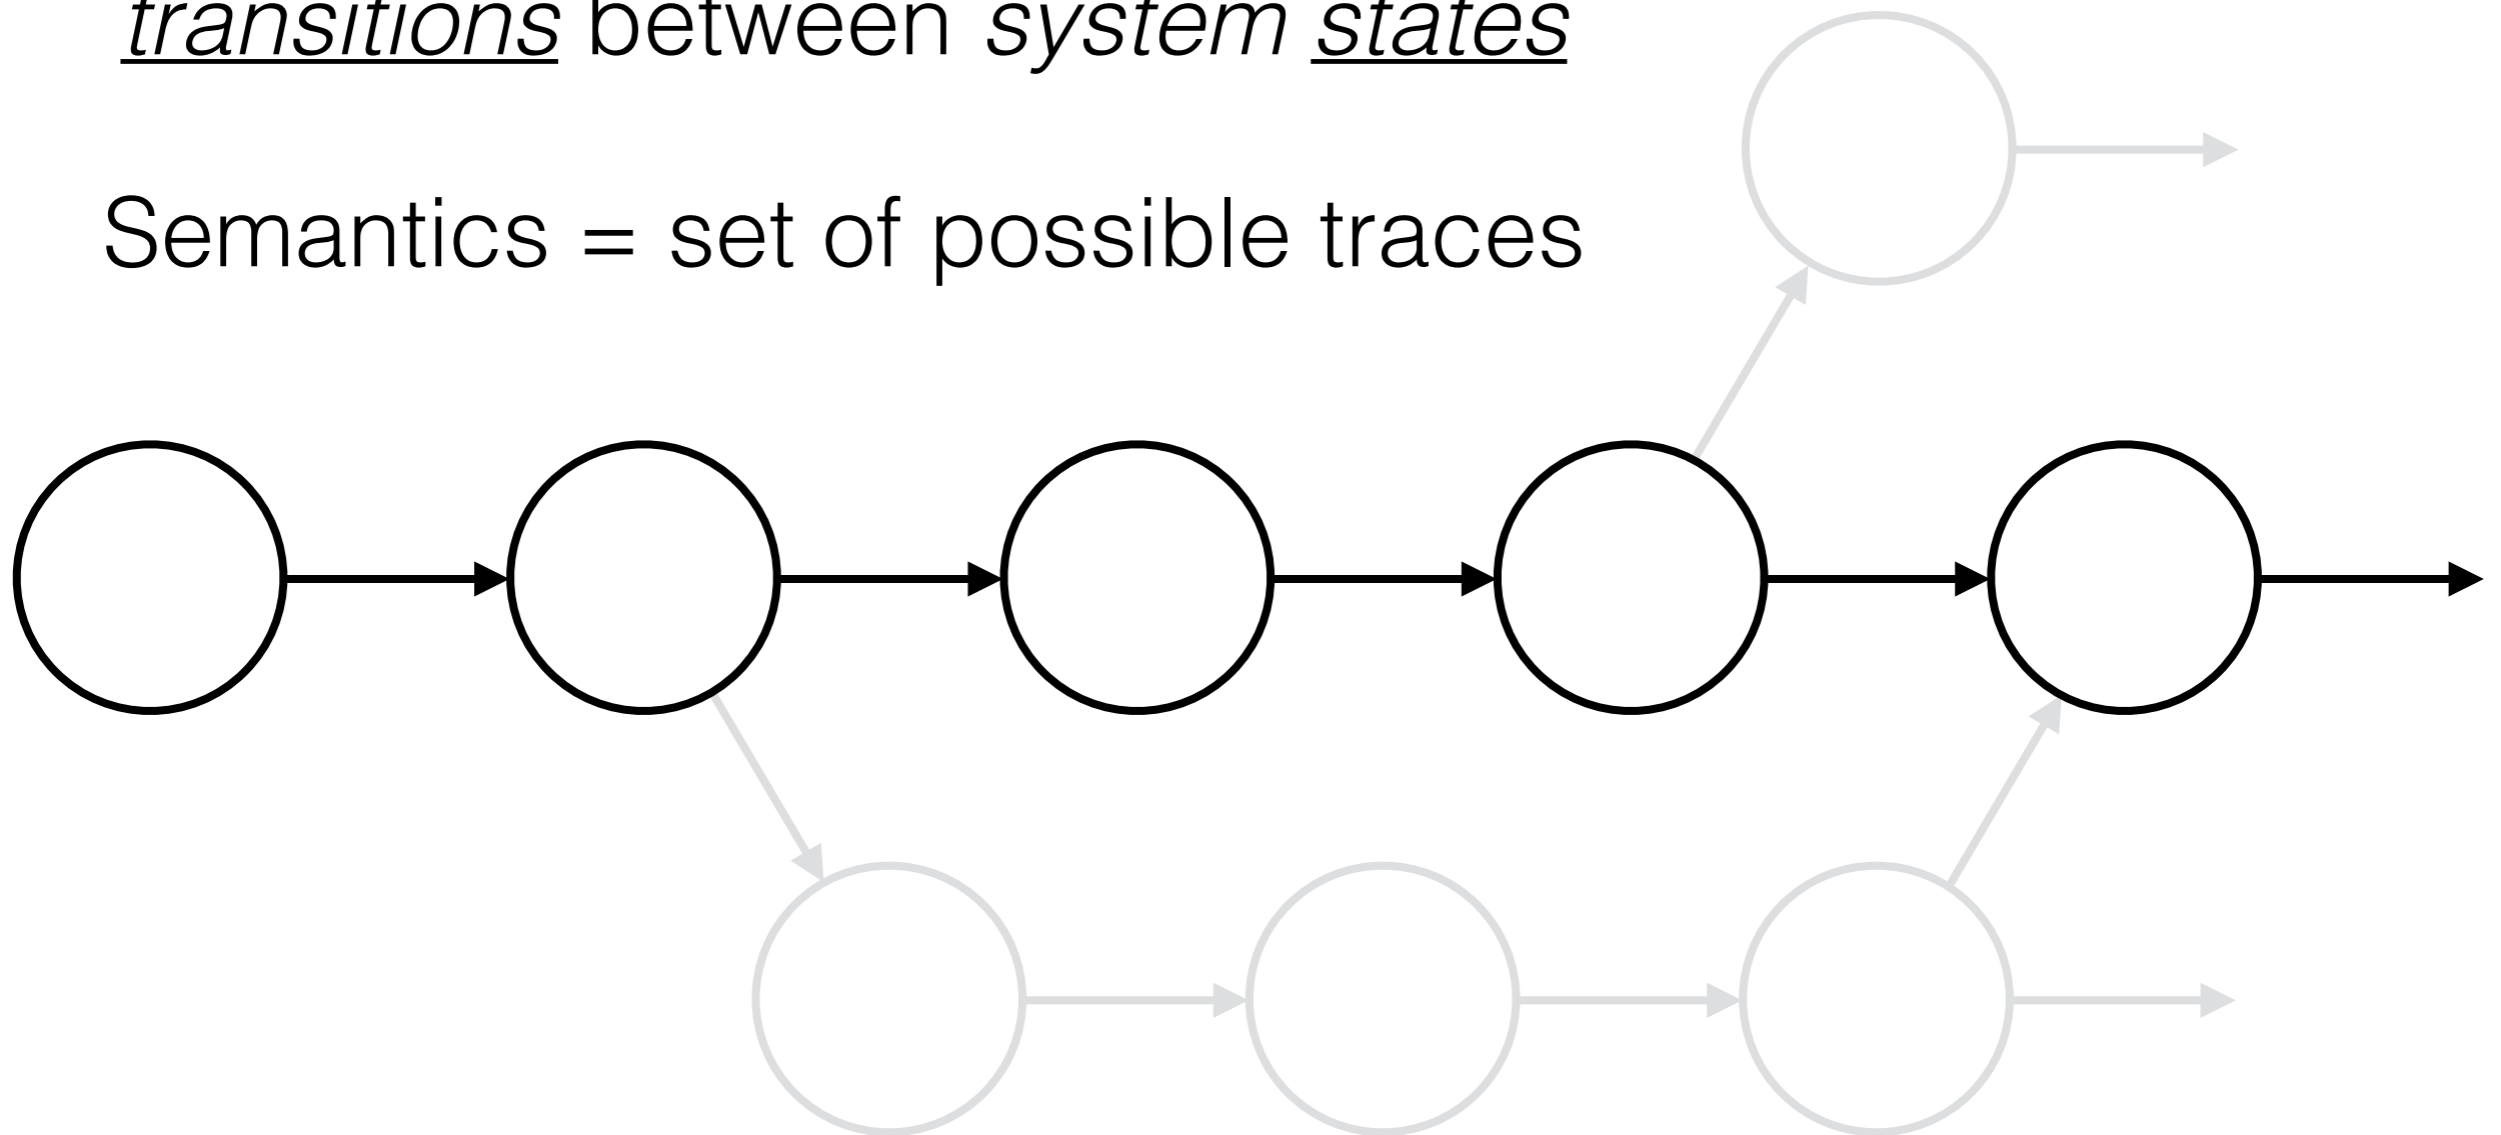 transitions between system states
Semantics = set of possible traces